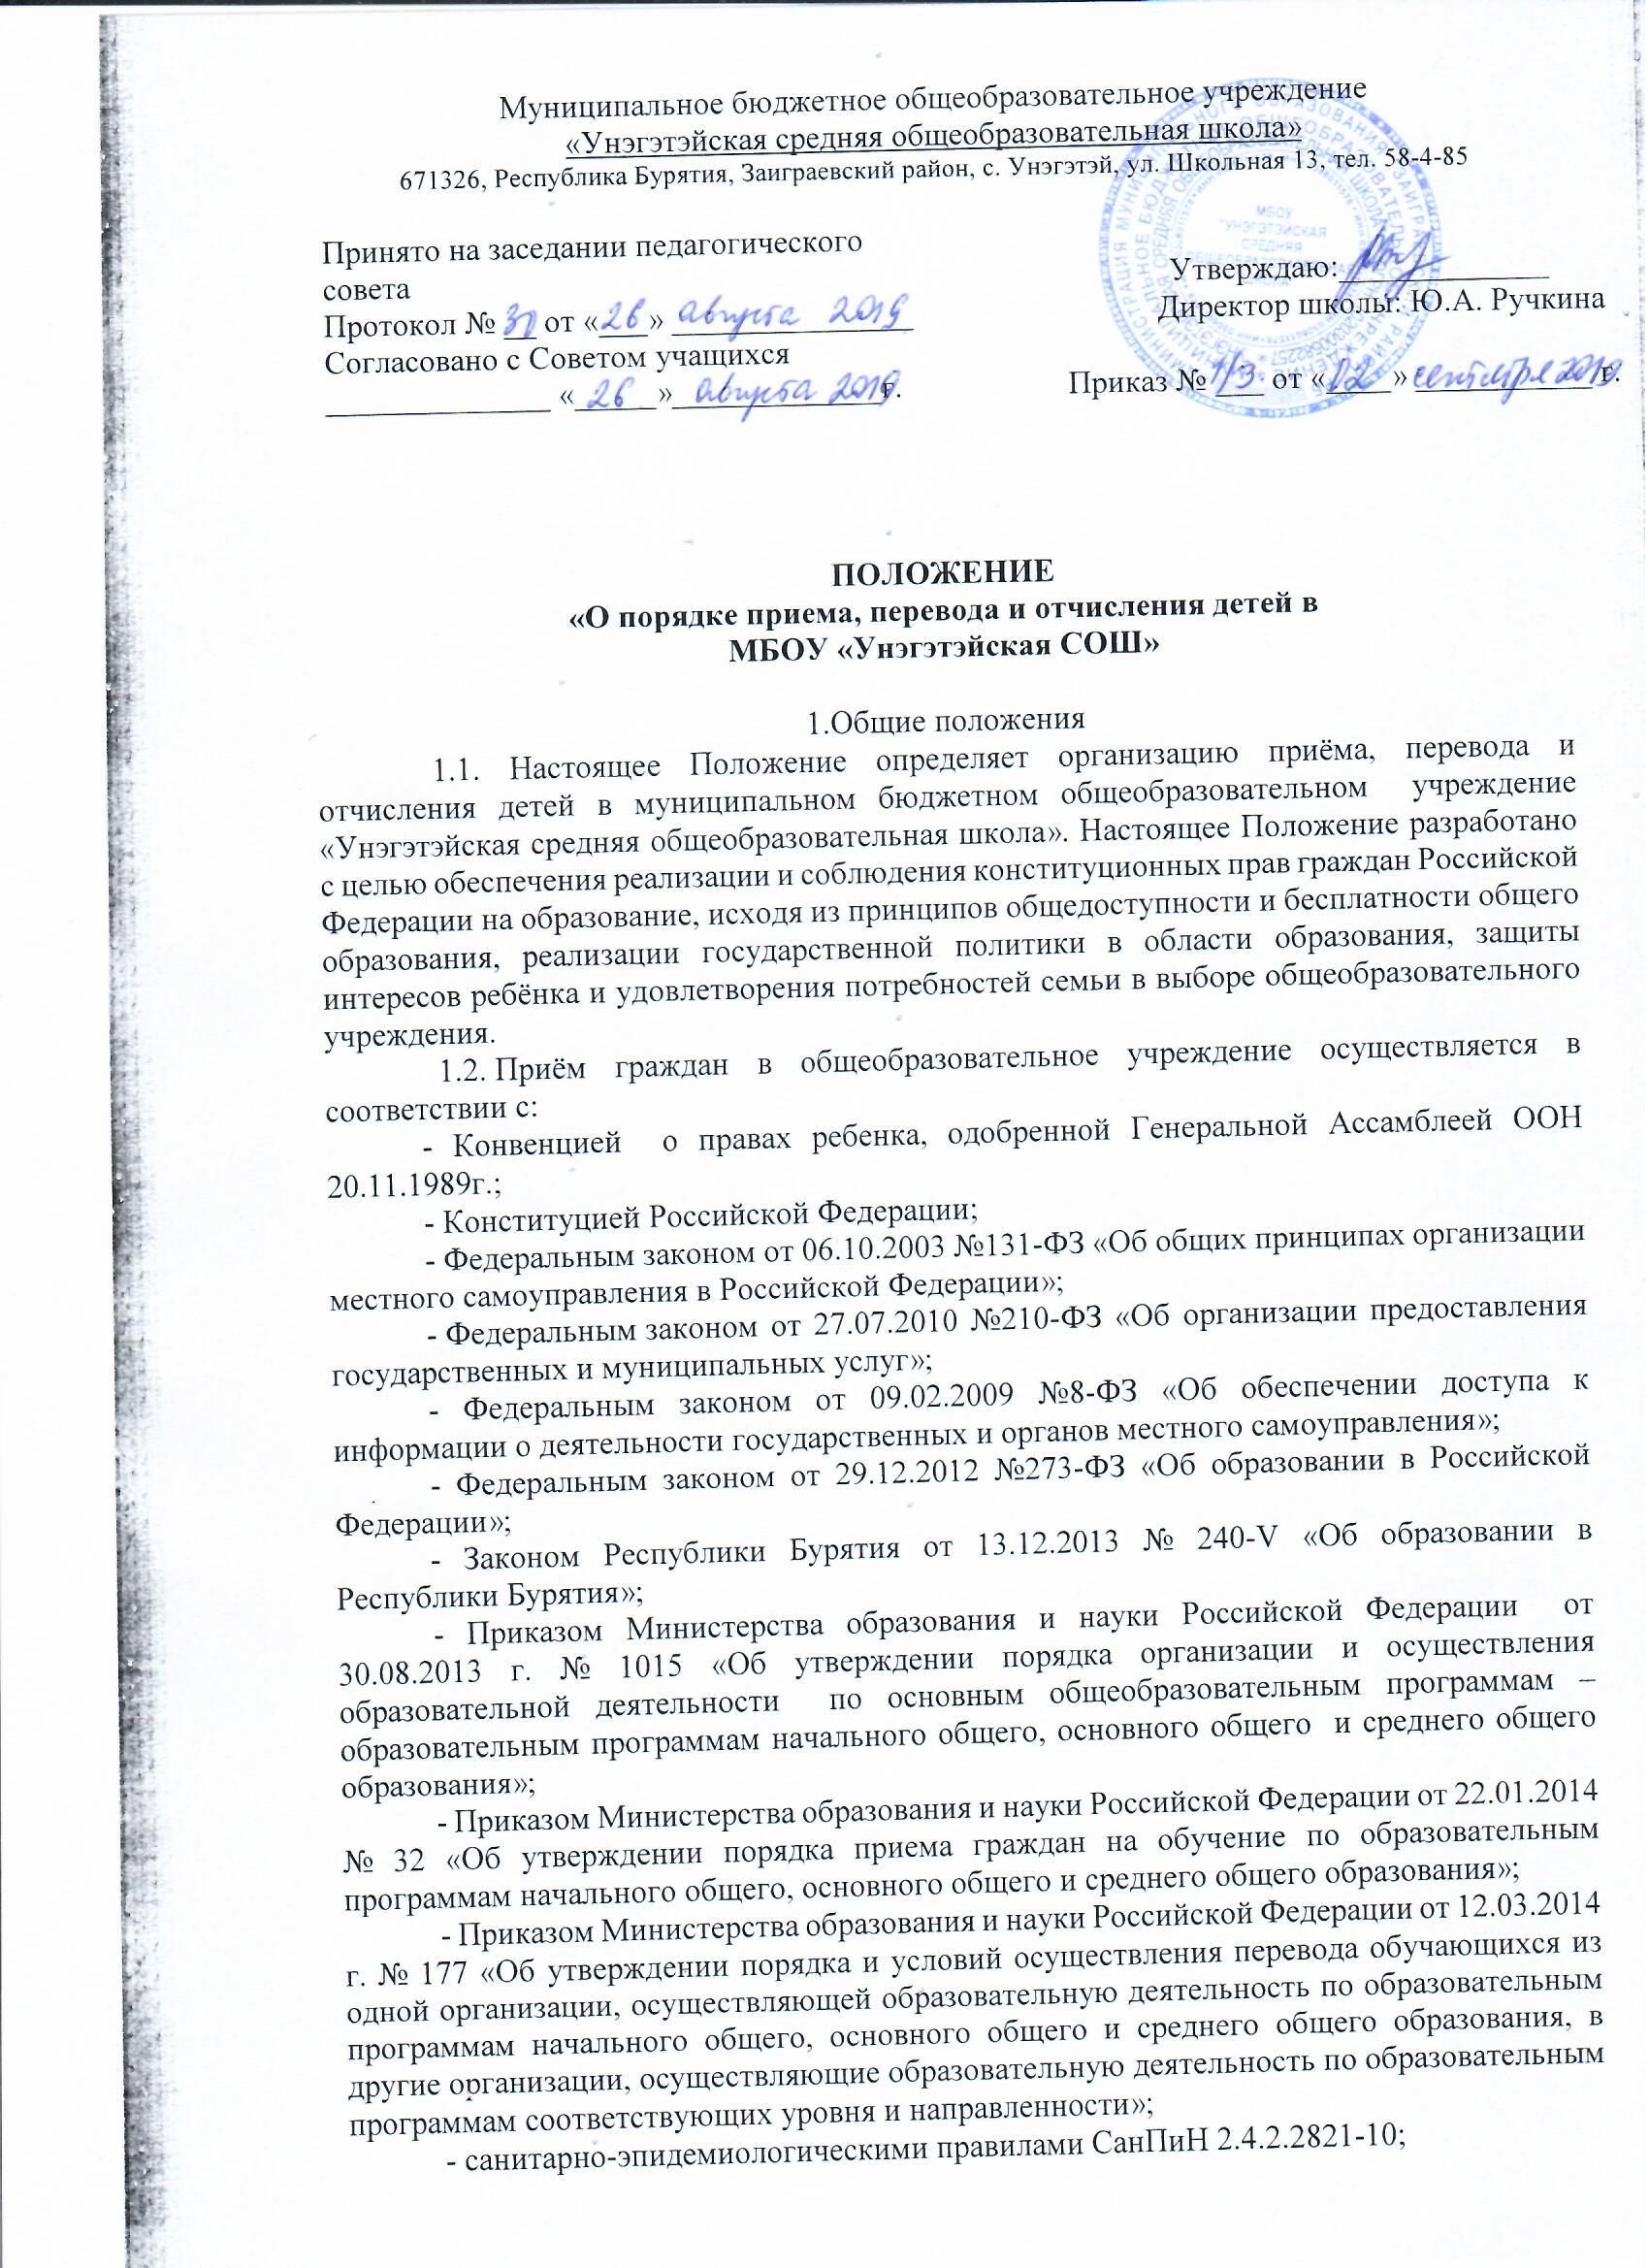 Муниципальное бюджетное общеобразовательное учреждение
«Унэгэтэйская средняя общеобразовательная школа»
671326, Республика Бурятия, Заиграевский район, с. Унэгэтэй, ул. Школьная 13, тел. 58-4-85
Принято на заседании педагогического
совета
Протокол № от «26» августа 2019
Согласовано с Советом учащихся
«26» августа 2019 г.
МБОУ
"УНЭГЭТЭЙСКАЯ
СРЕДНЯЯ
Утверждаю:
Директор школы: Ю.А. Ручкина
Приказ № 1/3 от «02» сентября 2019 г.
ПОЛОЖЕНИЕ
«О порядке приема, перевода и отчисления детей в
МБОУ «Унэгэтэйская СОШ»
1.Общие положения
1.1. Настоящее Положение определяет организацию приёма, перевода и
отчисления детей в муниципальном бюджетном общеобразовательном учреждение
«Унэгэтэйская средняя общеобразовательная школа». Настоящее Положение разработано
с целью обеспечения реализации и соблюдения конституционных прав граждан Российской
Федерации на образование, исходя из принципов общедоступности и бесплатности общего
образования, реализации государственной политики в области образования, защиты
интересов ребёнка и удовлетворения потребностей семьи в выборе общеобразовательного
учреждения.
1.2. Приём граждан в общеобразовательное учреждение осуществляется в
соответствии с:
- Конвенцией о правах ребенка, одобренной Генеральной Ассамблеей ООН
20.11.1989г.;
- Конституцией Российской Федерации;
- Федеральным законом от 06.10.2003 №131-ФЗ «Об общих принципах организации
местного самоуправления в Российской Федерации»;
- Федеральным законом от 27.07.2010 №210-ФЗ «Об организации предоставления
государственных и муниципальных услуг»;
- Федеральным законом от 09.02.2009 №8-ФЗ «Об обеспечении доступа к
информации о деятельности государственных и органов местного самоуправления»;
- Федеральным законом от 29.12.2012 №273-ФЗ «Об образовании в Российской
Федерации»;
- Законом Республики Бурятия от 13.12.2013 № 240-V «Об образовании в
Республики Бурятия»;
- Приказом Министерства образования и науки Российской Федерации от
30.08.2013 г. № 1015 «Об утверждении порядка организации и осуществления
образовательной деятельности по основным общеобразовательным программам –
образовательным программам начального общего, основного общего и среднего общего
образования»;
- Приказом Министерства образования и науки Российской Федерации от 22.01.2014
№ 32 «Об утверждении порядка приема граждан на обучение по образовательным
программам начального общего, основного общего и среднего общего образования»;
- Приказом Министерства образования и науки Российской Федерации от 12.03.2014
г. № 177 «Об утверждении порядка и условий осуществления перевода обучающихся из
одной организации, осуществляющей образовательную деятельность по образовательным
программам начального общего, основного общего и среднего общего образования, в
другие организации, осуществляющие образовательную деятельность по образовательным
программам соответствующих уровня и направленности»;
- санитарно-эпидемиологическими правилами СанПиН 2.4.2.2821-10;